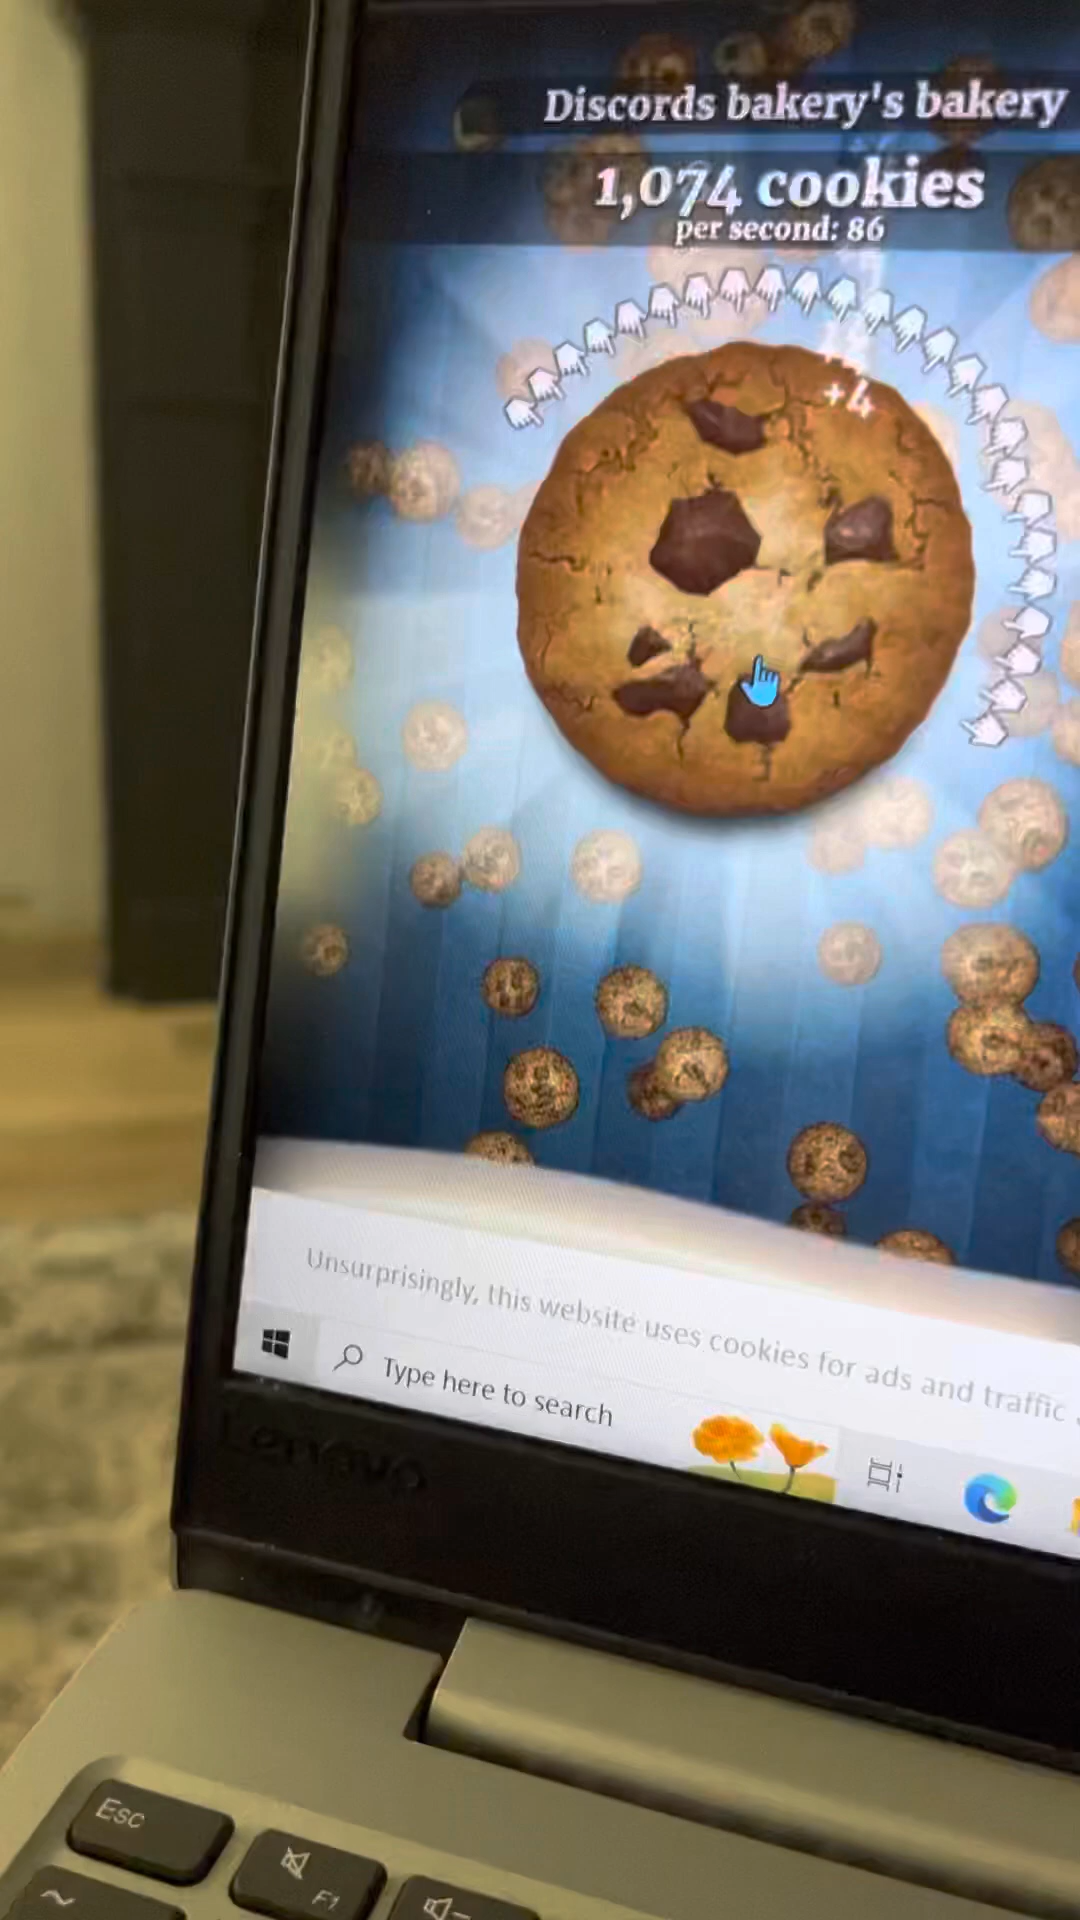 Discords bakery's bakery
1,074 cookies
per second: 86
+4
Unsurprisingly, this website uses cookies for ads and traffic
Type here to search
Lenovo
Esc
F1
~